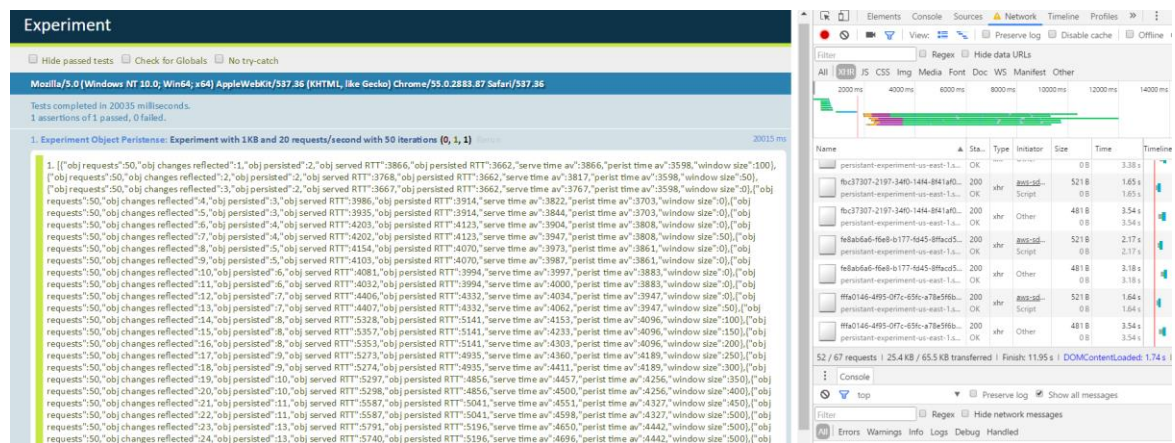 Experiment
Hide passed tests Check for Globals No try-catch
Mozilla/5.0 (Windows NT 10.0; Win64; x64) AppleWebKit/537.36 (KHTML, like Gecko) Chrome/55.0.2883.87 Safari/537.36
Tests completed in 20035 milliseconds.
1 assertions of 1 passed, 0 failed.
1. Experiment Object Peristense: Experiment with 1KB and 20 requests/second with 50 iterations (0, 1, 1)
20015 ms
1. [{"obj requests":50,"obj changes reflected":1,"obj persisted":2,"obj served RTT":3866,"obj persisted RTT":3662,"serve time av":3866,"perist time av":3598,"window size":100},
{"obj requests":50,"obj changes reflected":2,"obj persisted":2,"obj served RTT":3768,"obj persisted RTT":3662,"serve time av":3817,"perist time av":3598,"window size":50},
{"obj requests":50,"obj changes reflected":3,"obj persisted":2,"obj served RTT":3667,"obj persisted RTT":3662,"serve time av":3767,"perist time av":3598,"window size":0},{"obj
requests":50,"obj changes reflected":4,"obj persisted":3,"obj served RTT":3986,"obj persisted RTT":3914,"serve time av":3822,"perist time av":3703,"window size":0},{"obj
requests":50,"obj changes reflected":5,"obj persisted":3,"obj served RTT":3935,"obj persisted RTT":3914,"serve time av":3844,"perist time av":3703,"window size":0},{"obj
requests":50,"obj changes reflected":6,"obj persisted":4,"obj served RTT":4203,"obj persisted RTT":4123,"serve time av":3904,"perist time av":3808,"window size":0},{"obj
requests":50,"obj changes reflected":7,"obj persisted":4,"obj served RTT":4202,"obj persisted RTT":4123,"serve time av":3947,"perist time av":3808,"window size":50},{"obj
requests":50,"obj changes reflected":8,"obj persisted":5,"obj served RTT":4154,"obj persisted RTT":4070,"serve time av":3973,"perist time av":3861,"window size":0},{"obj
requests":50,"obj changes reflected":9,"obj persisted":5,"obj served RTT":4103,"obj persisted RTT":4070,"serve time av":3987,"perist time av":3861,"window size":0},{"obj
requests":50,"obj changes reflected":10,"obj persisted":6,"obj served RTT":4081,"obj persisted RTT":3994,"serve time av":3997,"perist time av":3883,"window size":0},{"obj
requests":50,"obj changes reflected":11,"obj persisted":6,"obj served RTT":4032,"obj persisted RTT":3994,"serve time av":4000,"perist time av":3883,"window size":0},{"obj
requests":50,"obj changes reflected":12,"obj persisted":7,"obj served RTT":4406,"obj persisted RTT":4332,"serve time av":4034,"perist time av":3947,"window size":0},{"obj
requests":50,"obj changes reflected":13,"obj persisted":7,"obj served RTT":4407,"obj persisted RTT":4332,"serve time av":4062,"perist time av":3947,"window size":50},{"obj
requests":50,"obj changes reflected":14,"obj persisted":8,"obj served RTT":5328,"obj persisted RTT":5141,"serve time av":4153,"perist time av":4096,"window size":100},{"obj
requests":50,"obj changes reflected":15,"obj persisted":8,"obj served RTT":5357,"obj persisted RTT":5141,"serve time av":4233,"perist time av":4096,"window size":150},{"obj
requests":50,"obj changes reflected":16,"obj persisted":8,"obj served RTT":5353,"obj persisted RTT":5141,"serve time av":4303,"perist time av":4096,"window size":200},{"obj
requests":50,"obj changes reflected":17,"obj persisted":9,"obj served RTT":5273,"obj persisted RTT":4935,"serve time av":4360,"perist time av":4189,"window size":250},{"obj
requests":50,"obj changes reflected":18,"obj persisted":9,"obj served RTT":5274,"obj persisted RTT":4935,"serve time av":4411,"perist time av":4189,"window size":300},{"obj
requests":50,"obj changes reflected":19,"obj persisted":10,"obj served RTT":5297,"obj persisted RTT":4856,"serve time av":4457,"perist time av":4256,"window size":350},{"obj
requests":50,"obj changes reflected":20,"obj persisted":10,"obj served RTT":5298,"obj persisted RTT":4856,"serve time av":4500,"perist time av":4256,"window size":400},{"obj
requests":50,"obj changes reflected":21,"obj persisted":11,"obj served RTT":5587,"obj persisted RTT":5041,"serve time av":4551,"perist time av":4327,"window size":450},{"obj
requests":50,"obj changes reflected":22,"obj persisted":11,"obj served RTT":5587,"obj persisted RTT":5041,"serve time av":4598,"perist time av":4327,"window size":500},{"obj
requests":50,"obj changes reflected":23,"obj persisted":13,"obj served RTT":5791,"obj persisted RTT":5196,"serve time av":4650,"perist time av":4442,"window size":500},{"obj
requests":50,"obj changes reflected":24,"obj persisted":13,"obj served RTT":5740,"obj persisted RTT":5196,"serve time av":4696,"perist time av":4442,"window size":500},{"obj
Elements Console Sources Network Timeline Profiles »
View: Preserve log Disable cache Offline
Filter Regex Hide data URLs
All XHR JS CSS Img Media Font Doc WS Manifest Other
2000 ms 4000 ms 6000 ms 8000 ms 10000 ms 12000 ms 14000 ms
Name Sta... Type Initiator Size Time Timeline
persistant-experiment-us-east-1.s... OK 0 B 3.38 s
fbc37307-2197-34f0-14f4-8f41af0... 200 xhr aws-sd... 521 B 1.65 s
persistant-experiment-us-east-1.s... OK Script 0 B 1.65 s
fbc37307-2197-34f0-14f4-8f41af0... 200 xhr Other 481 B 3.54 s
persistant-experiment-us-east-1.s... OK 0 B 3.54 s
fe8ab6a6-f6e8-b177-fd45-8ffacd5... 200 xhr aws-sd... 521 B 2.17 s
persistant-experiment-us-east-1.s... OK Script 0 B 2.17 s
fe8ab6a6-f6e8-b177-fd45-8ffacd5... 200 xhr Other 481 B 3.18 s
persistant-experiment-us-east-1.s... OK 0 B 3.18 s
fffa0146-4f95-0f7c-65fc-a78e5f6b... 200 xhr aws-sd... 521 B 1.64 s
persistant-experiment-us-east-1.s... OK Script 0 B 1.64 s
fffa0146-4f95-0f7c-65fc-a78e5f6b... 200 xhr Other 481 B 3.54 s
persistant-experiment-us-east-1.s... OK 0 B 3.54 s
52 / 67 requests | 25.4 KB / 65.5 KB transferred | Finish: 11.95 s | DOMContentLoaded: 1.74 s |
Console
top Preserve log Show all messages
Filter Regex Hide network messages
All Errors Warnings Info Logs Debug Handled